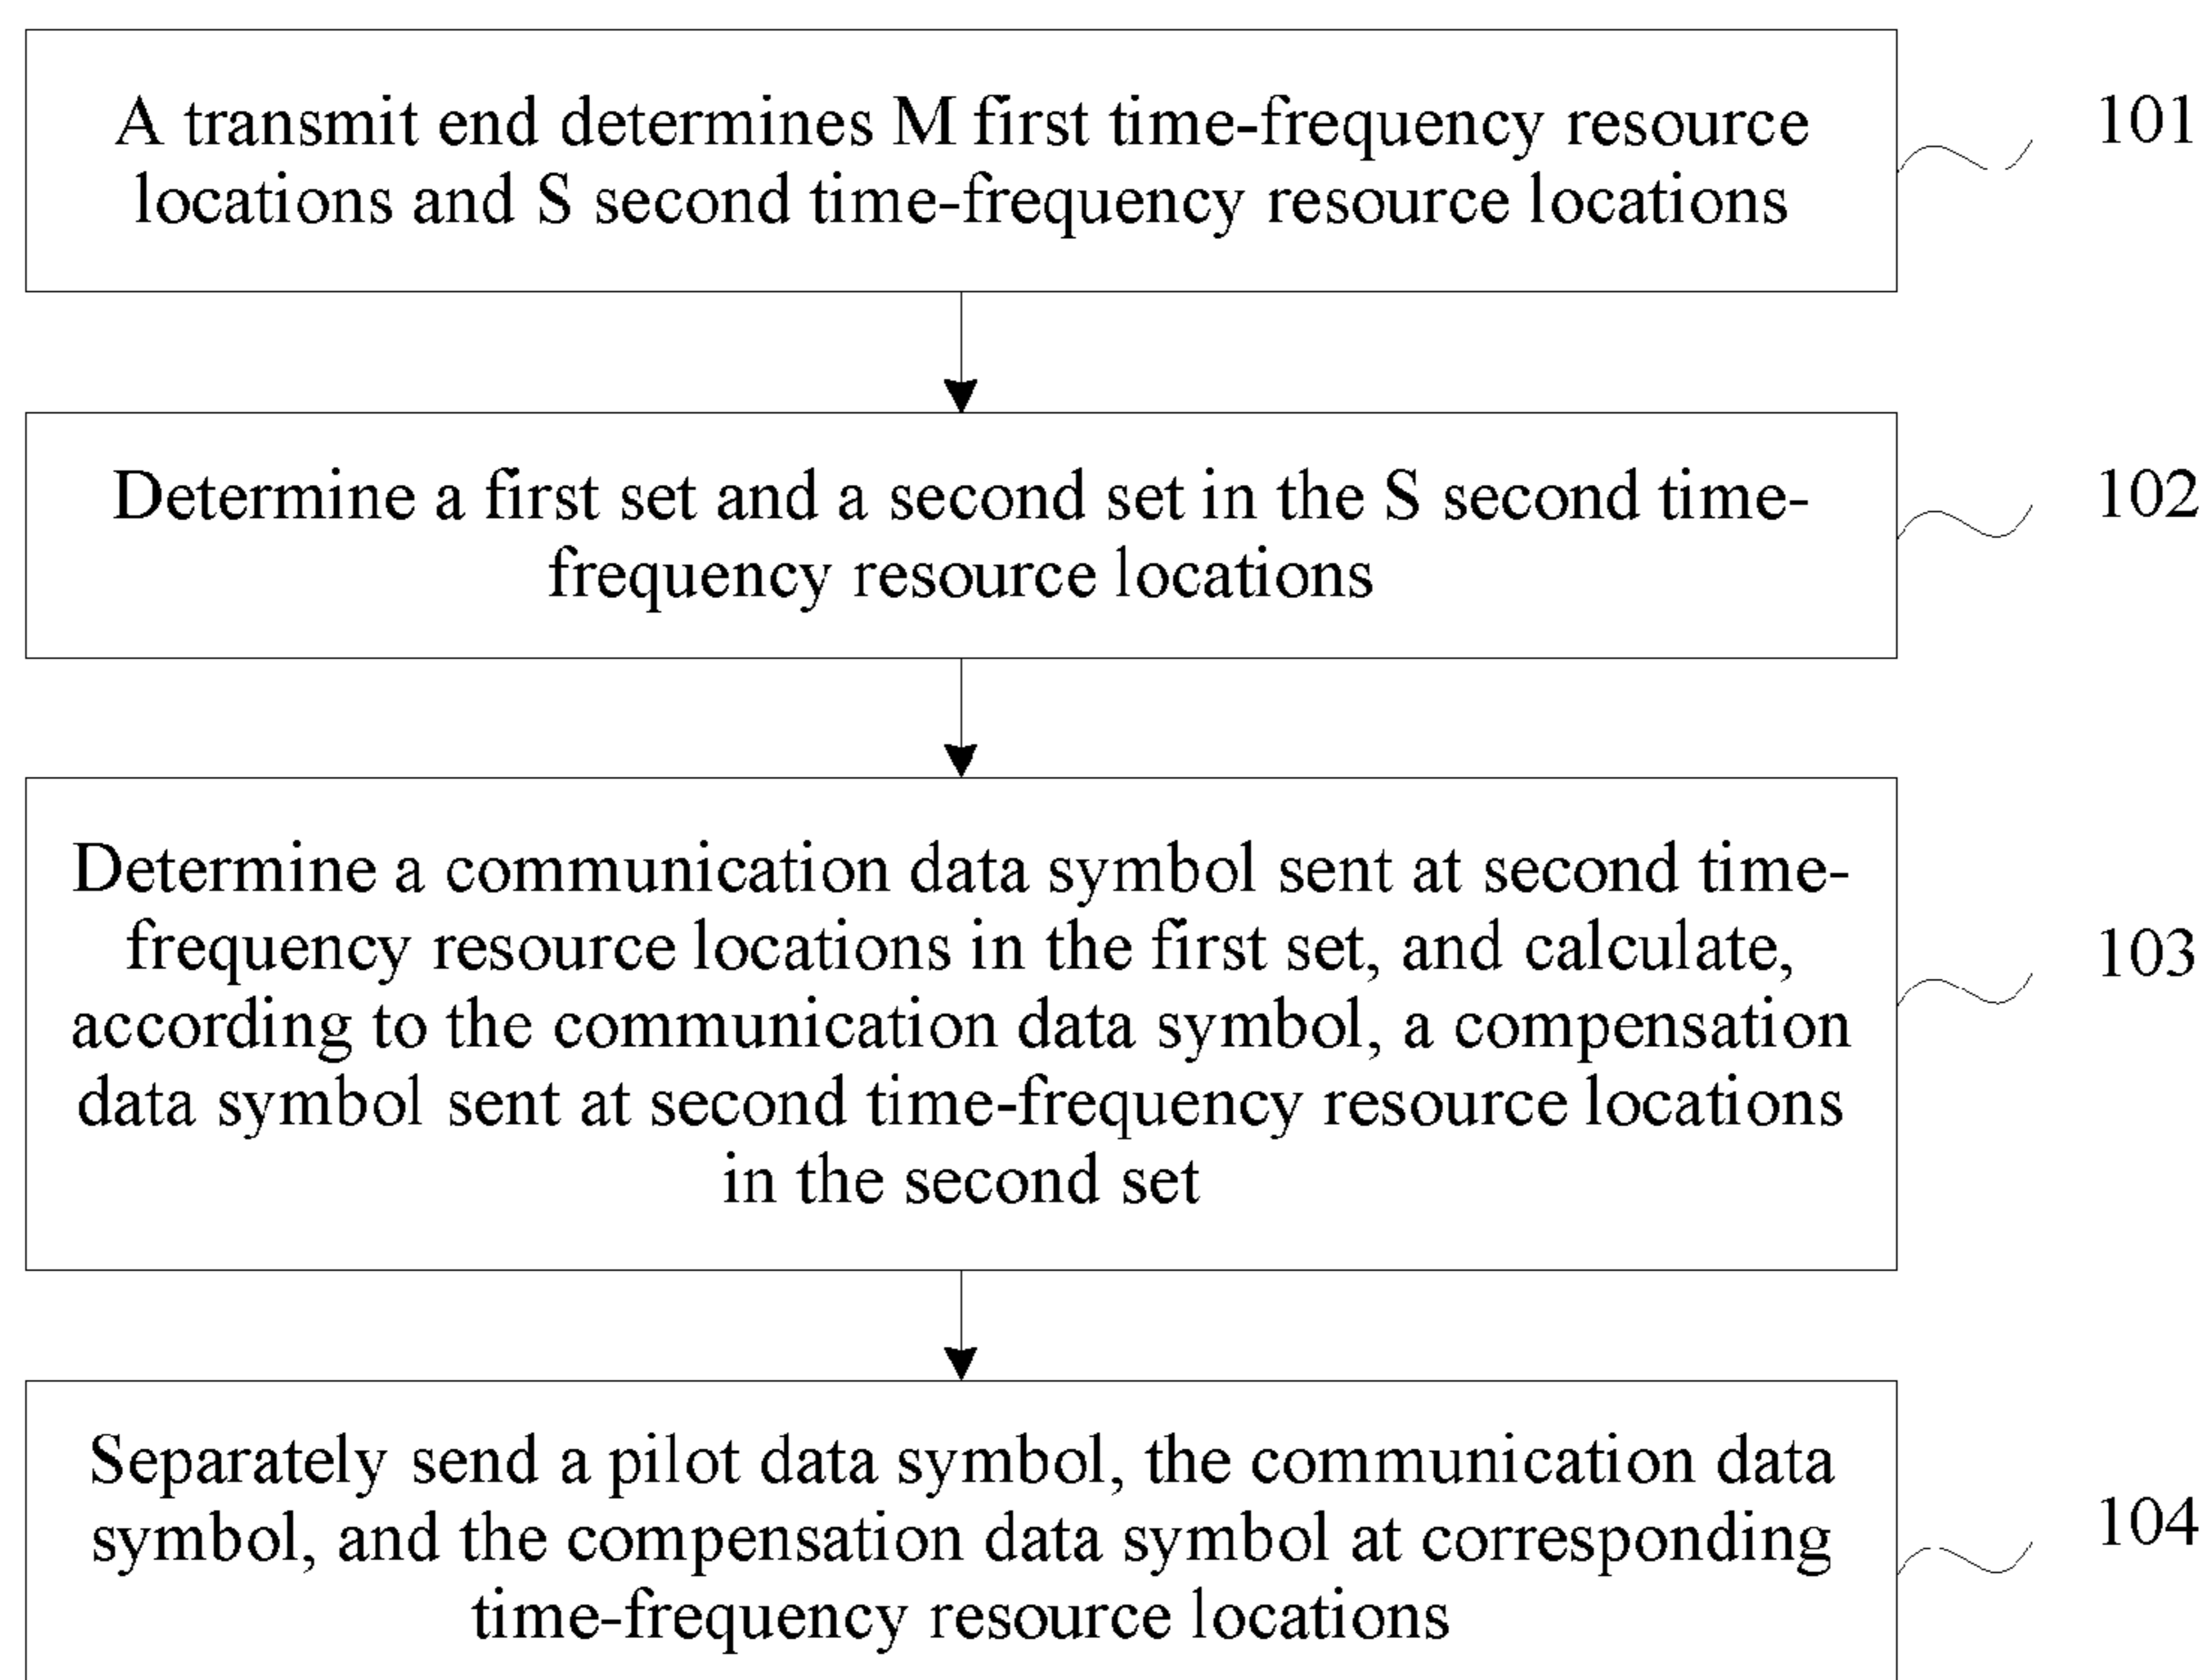 A transmit end determines M first time-frequency resource
locations and S second time-frequency resource locations
101
Determine a first set and a second set in the S second time-
frequency resource locations
102
Determine a communication data symbol sent at second time-
frequency resource locations in the first set, and calculate,
according to the communication data symbol, a compensation
data symbol sent at second time-frequency resource locations
in the second set
103
Separately send a pilot data symbol, the communication data
symbol, and the compensation data symbol at corresponding
time-frequency resource locations
104